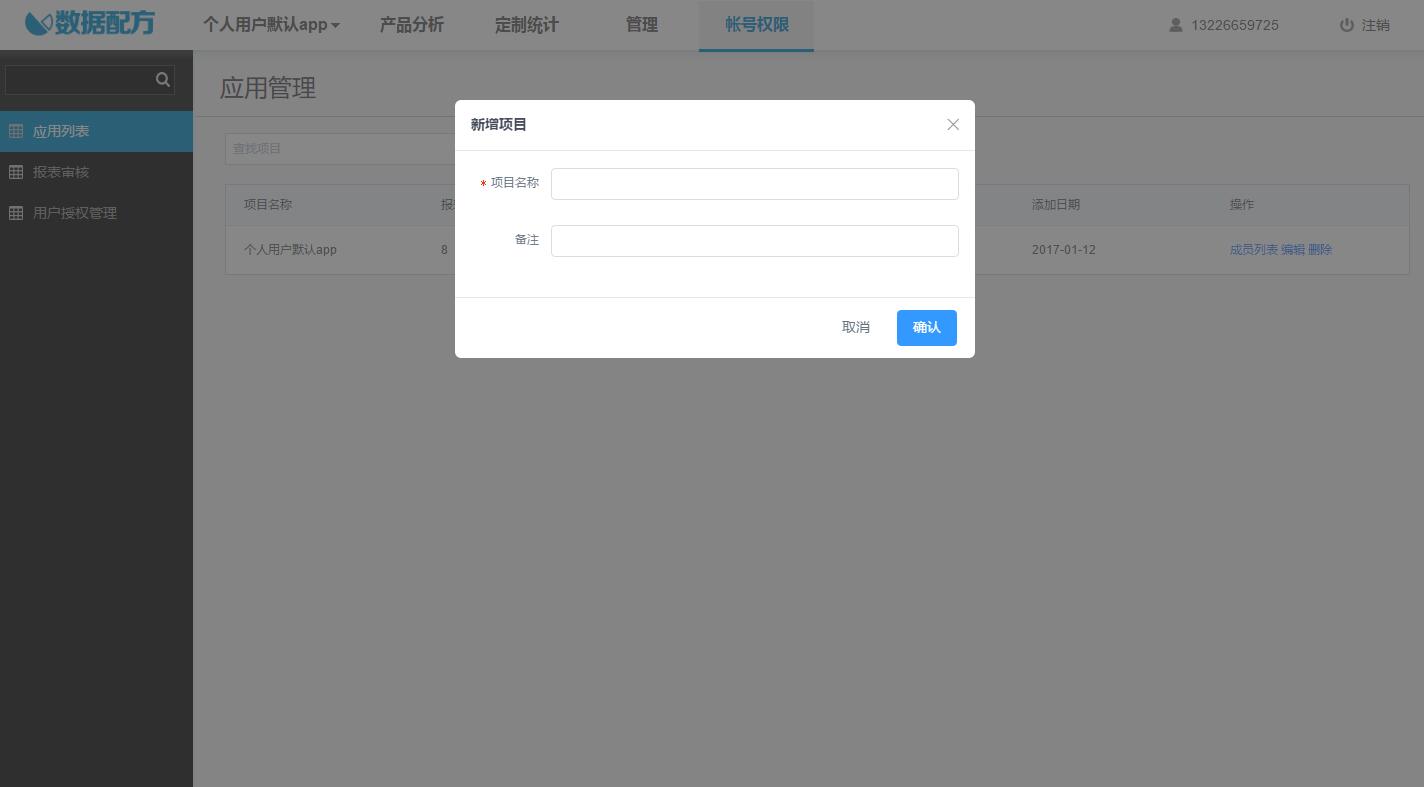 数据配方
个人用户默认app
产品分析
定制统计
管理
帐号权限
13226659725
注销
应用列表
报表审核
用户授权管理
应用管理
查找项目
项目名称
添加日期
操作
个人用户默认app
8
2017-01-12
成员列表 编辑 删除
新增项目
* 项目名称
备注
取消
确认